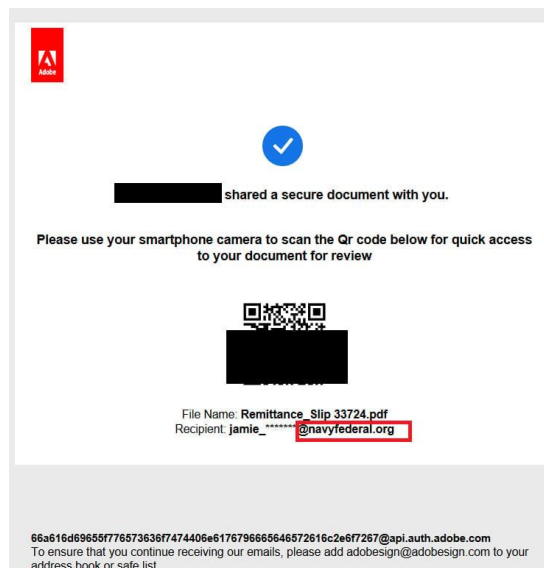 Adobe
shared a secure document with you.
Please use your smartphone camera to scan the Qr code below for quick access
to your document for review
File Name: Remittance_Slip 33724.pdf
Recipient: jamie_*******@navyfederal.org
66a616d69655f776573636f7474406e6176796665646572616c2e6f7267@api.auth.adobe.com
To ensure that you continue receiving our emails, please add adobesign@adobesign.com to your
address book or safe list